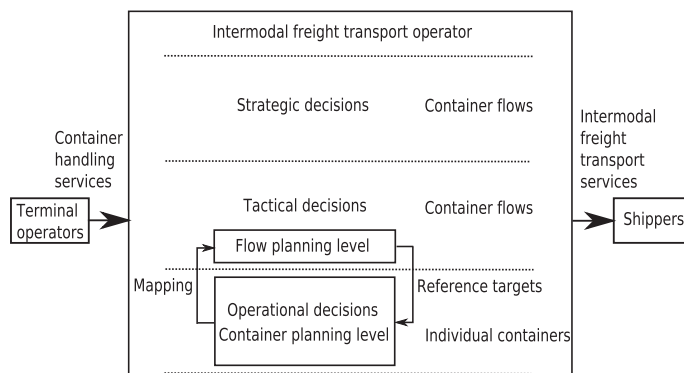 Intermodal freight transport operator
Strategic decisions
Container flows
Container
handling
services
Intermodal
freight
transport
services
Terminal
operators
Tactical decisions
Container flows
Shippers
Flow planning level
Mapping
Reference targets
Operational decisions
Container planning level
Individual containers